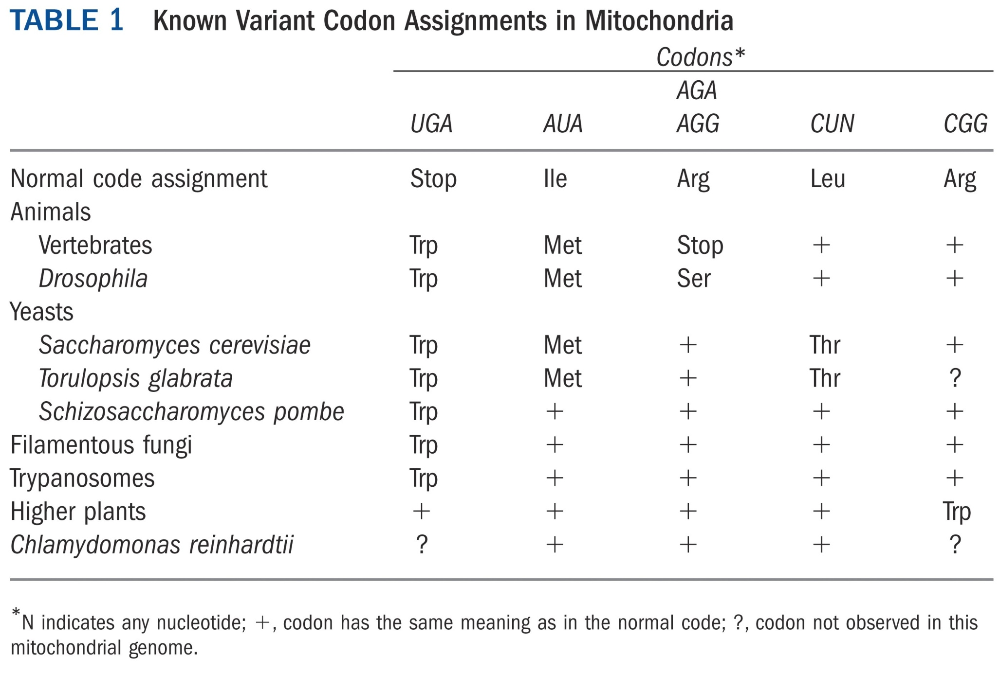 TABLE 1 Known Variant Codon Assignments in Mitochondria
Codons*
AGA
UGA AUA AGG CUN CGG
Normal code assignment Stop Ile Arg Leu Arg
Animals
Vertebrates Trp Met Stop + +
Drosophila Trp Met Ser + +
Yeasts
Saccharomyces cerevisiae Trp Met + Thr +
Torulopsis glabrata Trp Met + Thr ?
Schizosaccharomyces pombe Trp + + + +
Filamentous fungi Trp + + + +
Trypanosomes Trp + + + +
Higher plants + + + + Trp
Chlamydomonas reinhardtii ? + + + ?
*N indicates any nucleotide; +, codon has the same meaning as in the normal code; ?, codon not observed in this
mitochondrial genome.